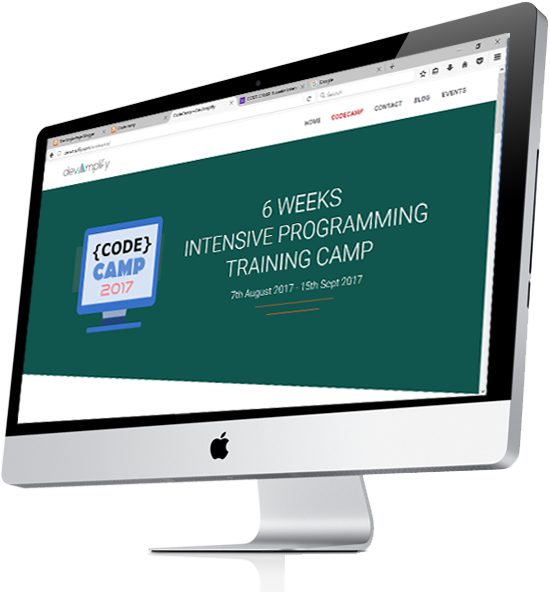 Search
HOME
CODECAMP
CONTACT
BLOG
EVENTS
devAmplify
{CODE}
CAMP
2017
6 WEEKS
INTENSIVE PROGRAMMING
TRAINING CAMP
7th August 2017 - 15th Sept 2017